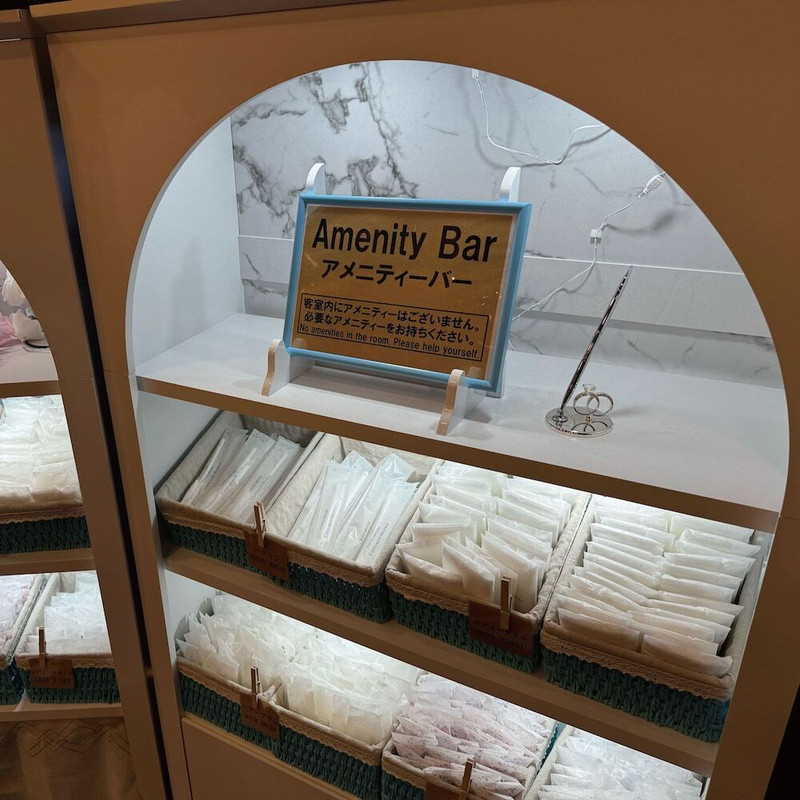 Amenity Bar
アメニティーバー
客室内にアメニティーはございません。
必要なアメニティーをお持ちください。
No amenities in the room. Please help yourself.